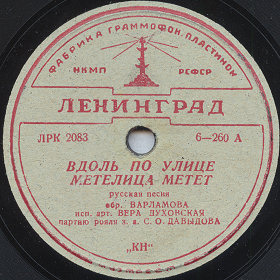 ФАБРИКА ГРАММОФОН. ПЛАСТИНОК
НКМП РСФСР
ЛЕНИНГРАД
ЛРК 2083 6—260 А
ВДОЛЬ ПО УЛИЦЕ
МЕТЕЛИЦА МЕТЕТ
русская песня
обр. ВАРЛАМОВА
исп. арт. ВЕРА ДУХОВСКАЯ
партию рояля з. а. С. О. ДАВЫДОВА
„КН“